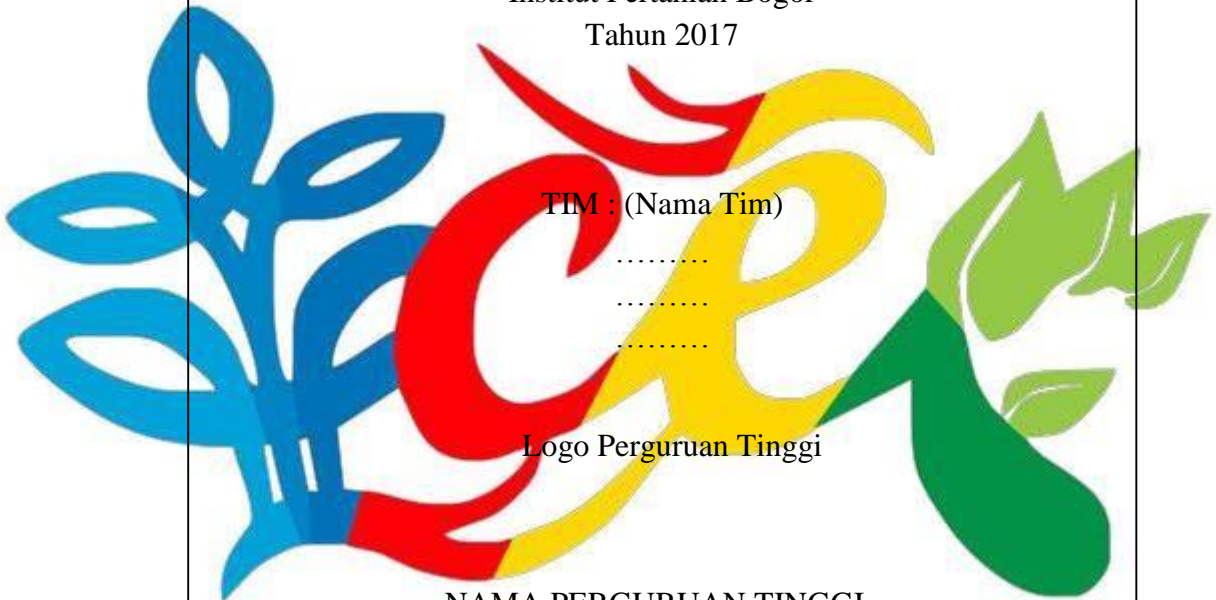 Institut Pertanian Bogor
Tahun 2017
TIM : (Nama Tim)
………
………
………
Logo Perguruan Tinggi
NAMA PERGURUAN TINGGI